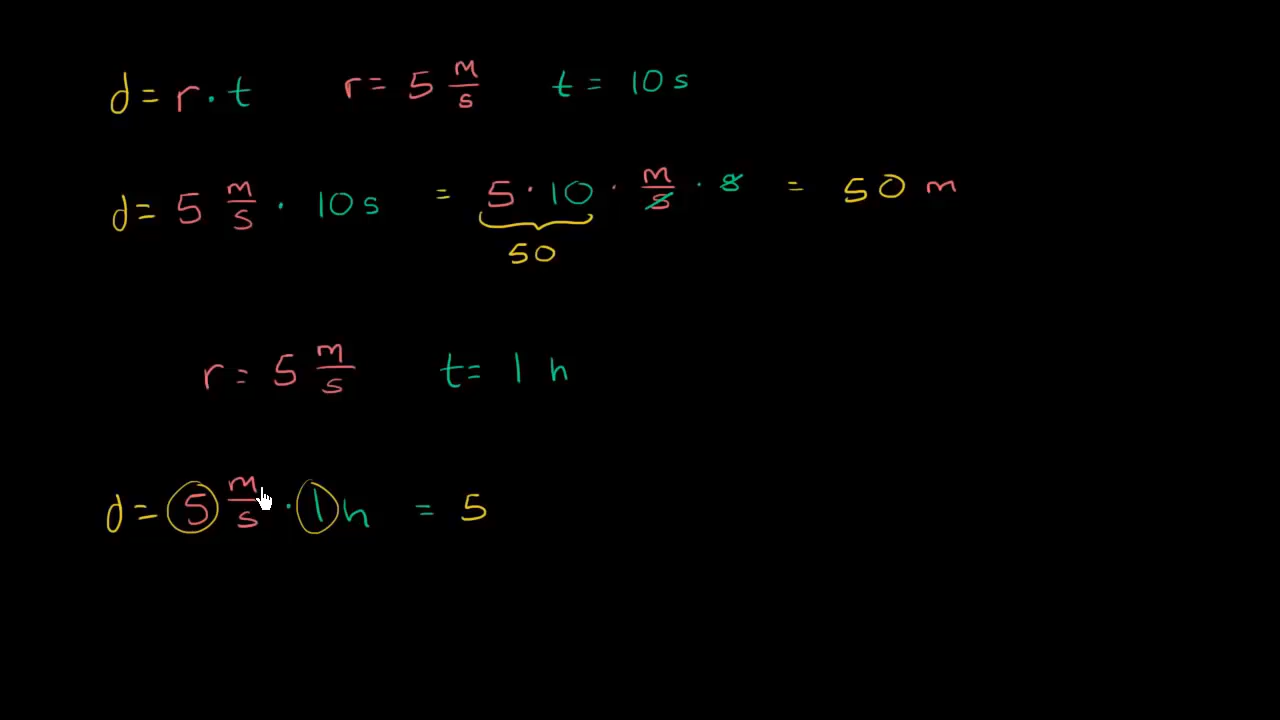 d = r · t r = 5 m/s t = 10 s
d = 5 m/s · 10 s = 5 · 10 · m/s · s = 50 m
50
r = 5 m/s t = 1 h
d = 5 m/s · 1 h = 5